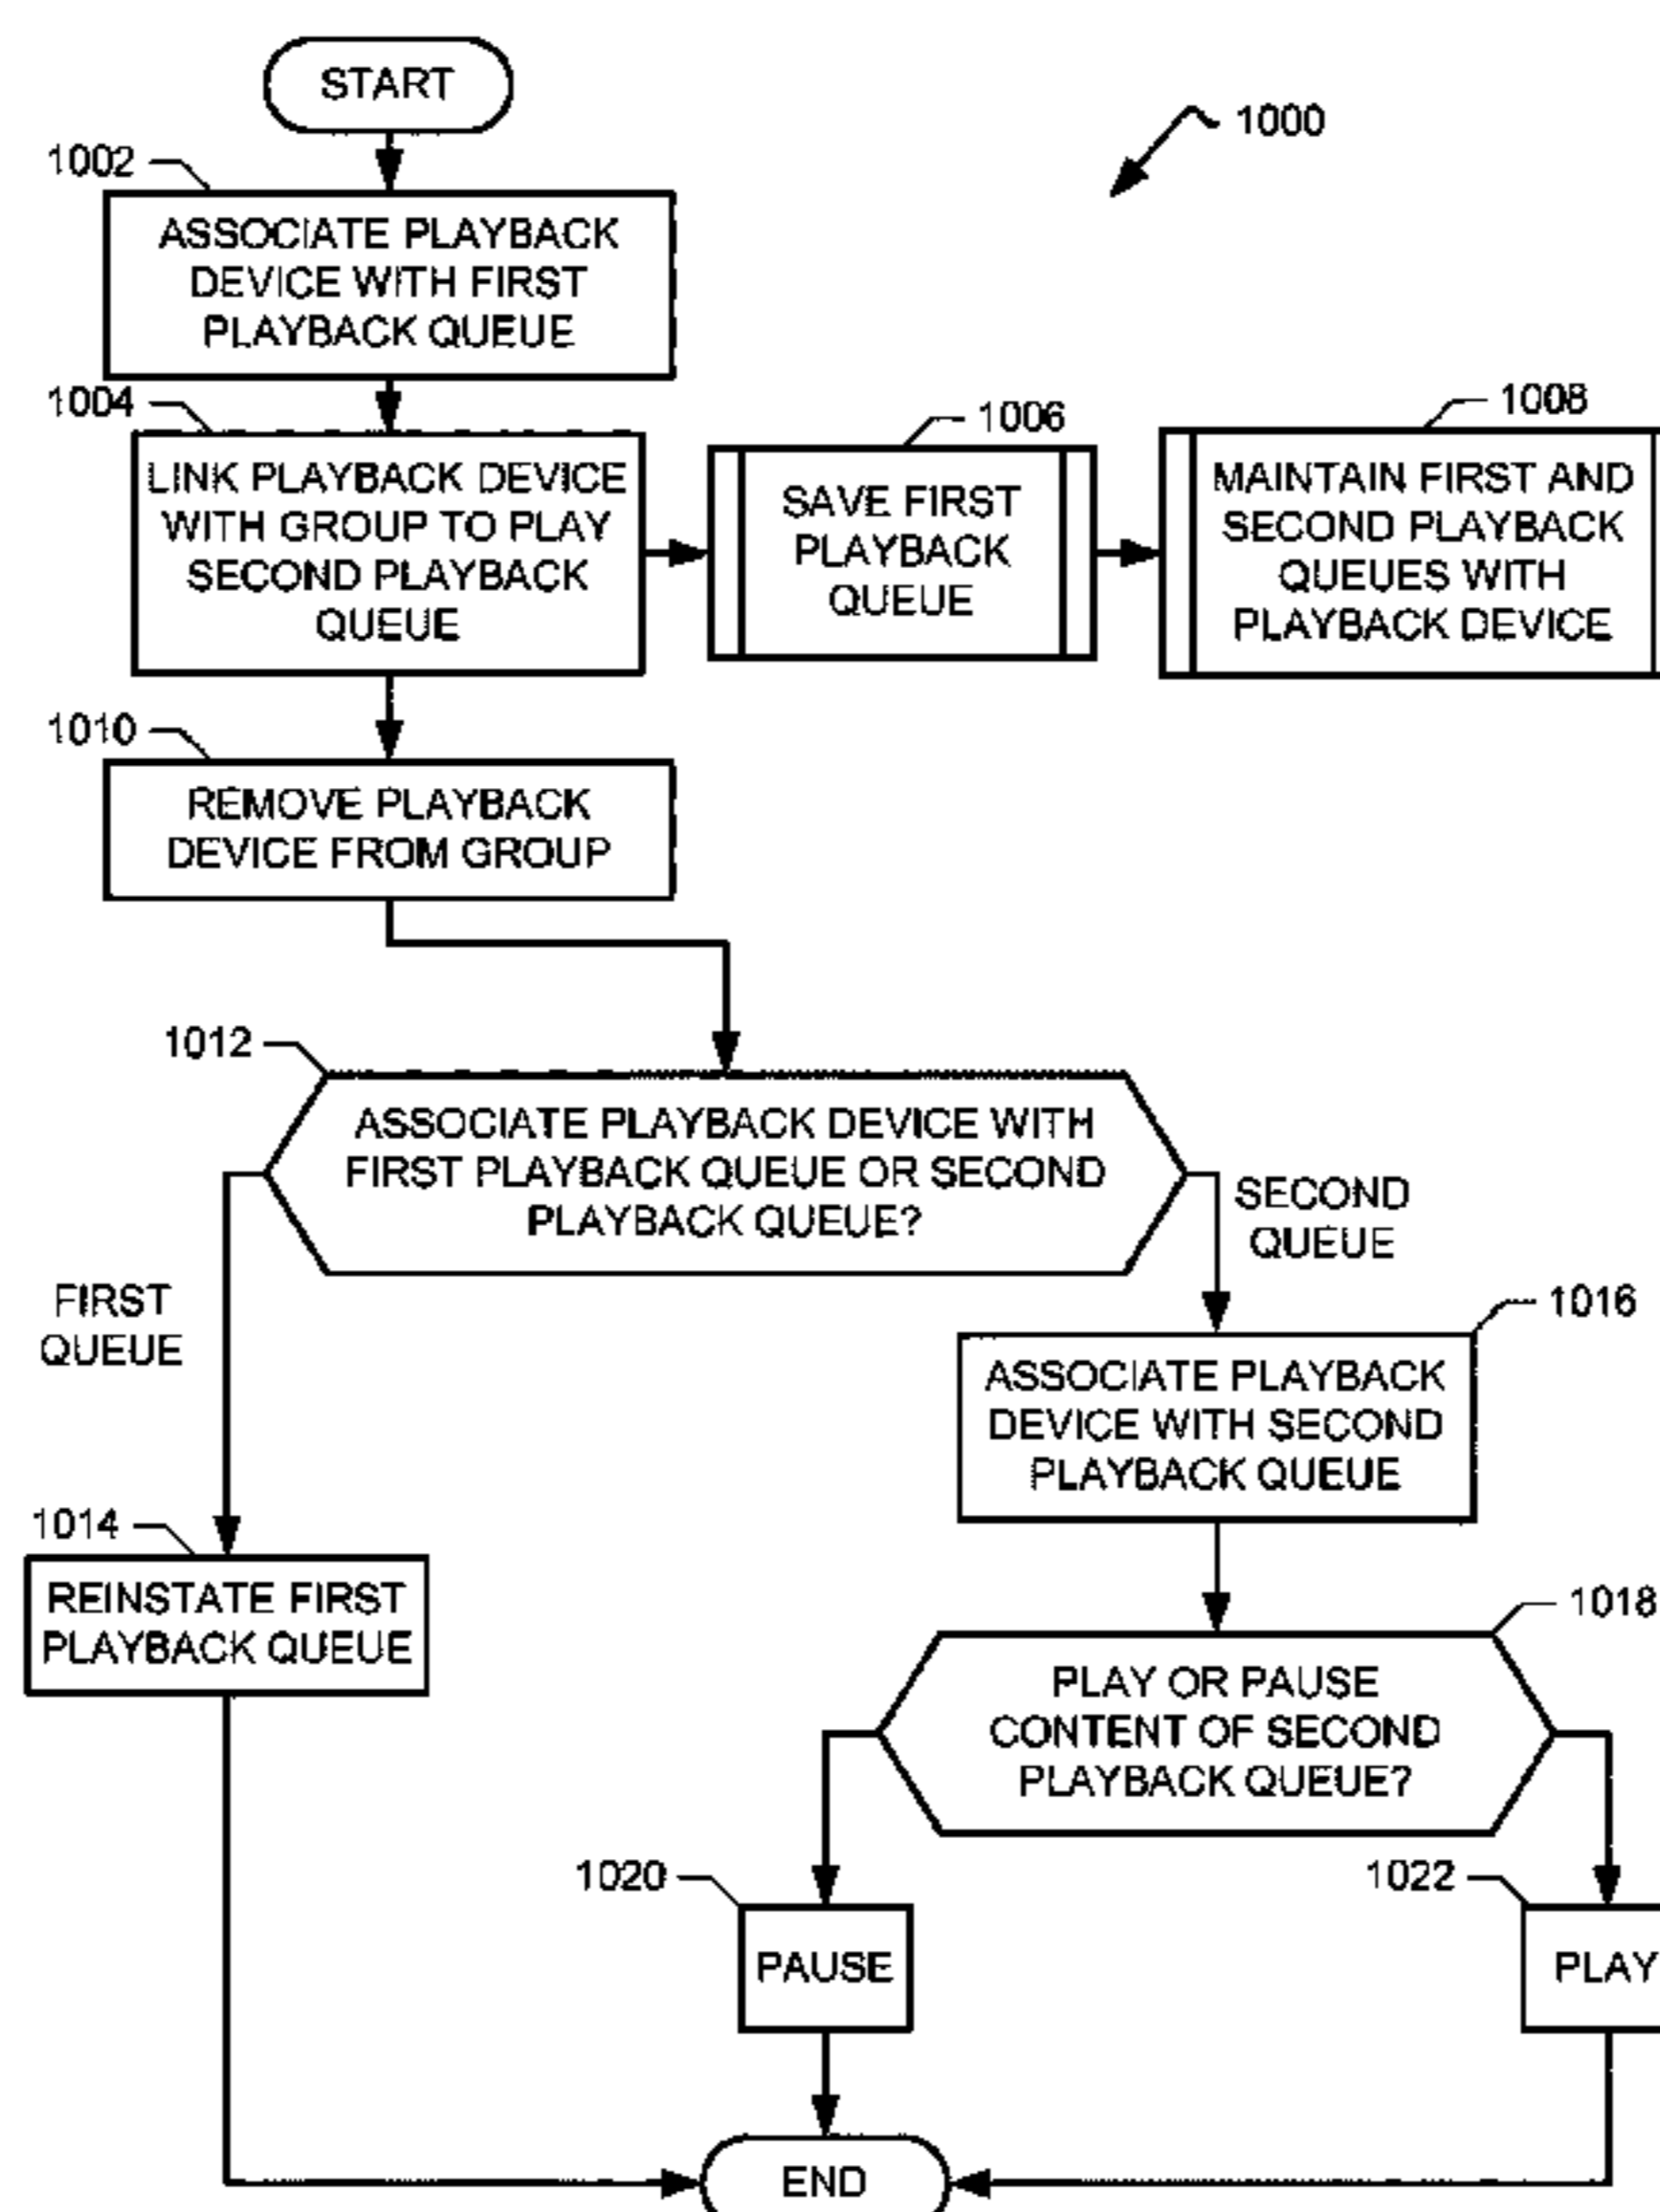 START
1000
1002
ASSOCIATE PLAYBACK
DEVICE WITH FIRST
PLAYBACK QUEUE
1004
LINK PLAYBACK DEVICE
WITH GROUP TO PLAY
SECOND PLAYBACK
QUEUE
1006
SAVE FIRST
PLAYBACK
QUEUE
1008
MAINTAIN FIRST AND
SECOND PLAYBACK
QUEUES WITH
PLAYBACK DEVICE
1010
REMOVE PLAYBACK
DEVICE FROM GROUP
1012
ASSOCIATE PLAYBACK DEVICE WITH
FIRST PLAYBACK QUEUE OR SECOND
PLAYBACK QUEUE?
FIRST
QUEUE
SECOND
QUEUE
1014
REINSTATE FIRST
PLAYBACK QUEUE
1016
ASSOCIATE PLAYBACK
DEVICE WITH SECOND
PLAYBACK QUEUE
1018
PLAY OR PAUSE
CONTENT OF SECOND
PLAYBACK QUEUE?
1020
PAUSE
1022
PLAY
END